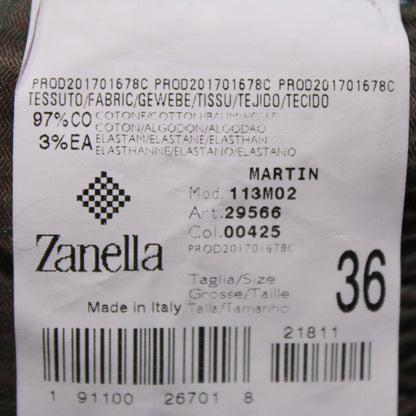 PROD201701678C PROD201701678C PROD201701678C
TESSUTO/FABRIC/GEWEBE/TISSU/TEJIDO/TECIDO
97%CO COTONE/COTTON/BAUMWOLLE
COTON/ALGODON/ALGODAO
3%EA ELASTAM/ELASTANE/ELASTHAN
ELASTHANNE/ELASTANO/ELASTANO
MARTIN
Mod. 113M02
Art. 29566
Col. 00425
PROD201701678C
Zanella
Taglia/Size
Grosse/Taille
Talla/Tamanho
36
Made in Italy
21811
1 91100 26701 8